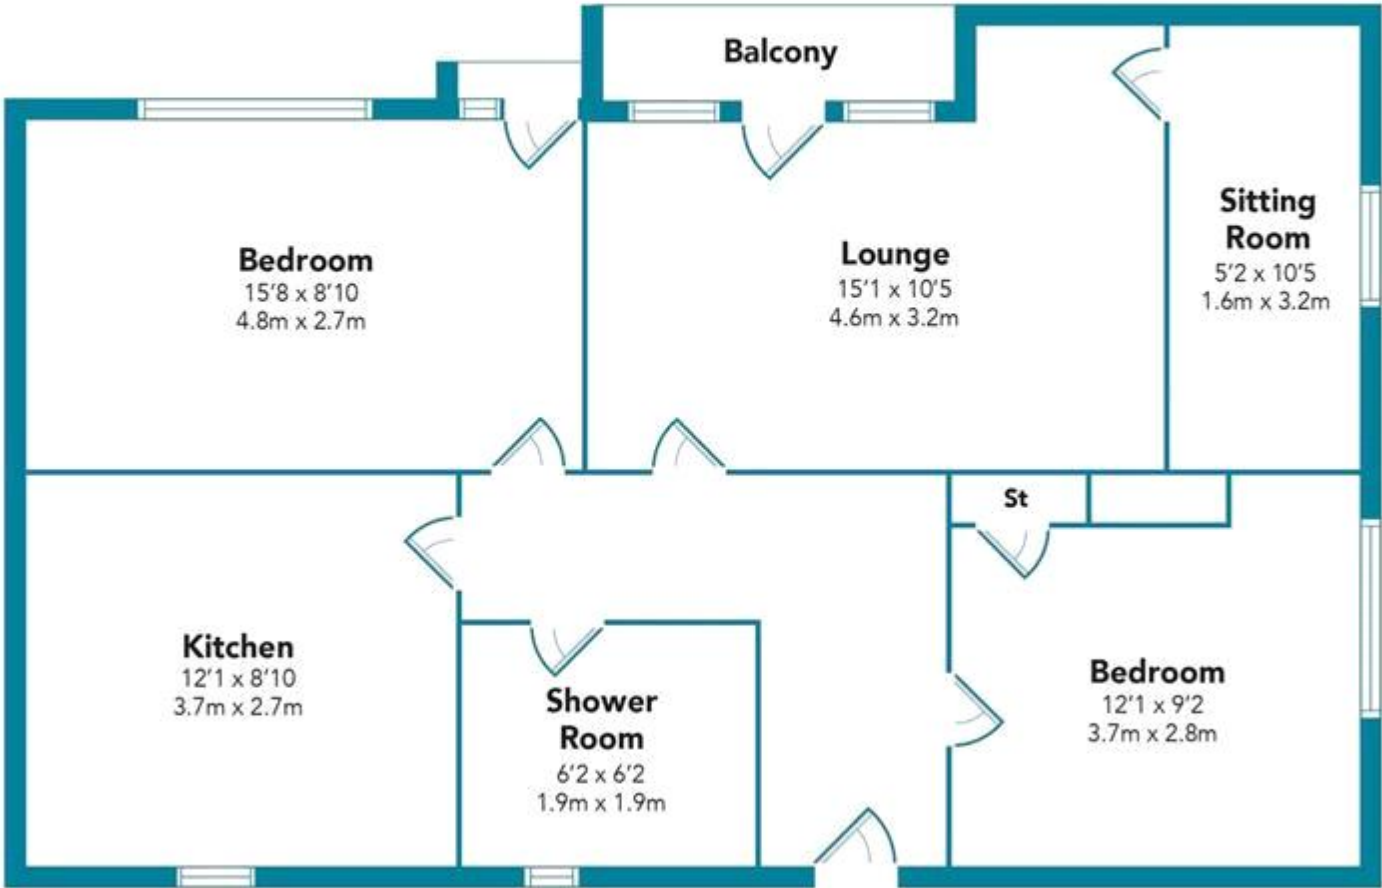 Balcony
Bedroom
15'8 x 8'10
4.8m x 2.7m
Lounge
15'1 x 10'5
4.6m x 3.2m
Sitting
Room
5'2 x 10'5
1.6m x 3.2m
St
Kitchen
12'1 x 8'10
3.7m x 2.7m
Shower
Room
6'2 x 6'2
1.9m x 1.9m
Bedroom
12'1 x 9'2
3.7m x 2.8m